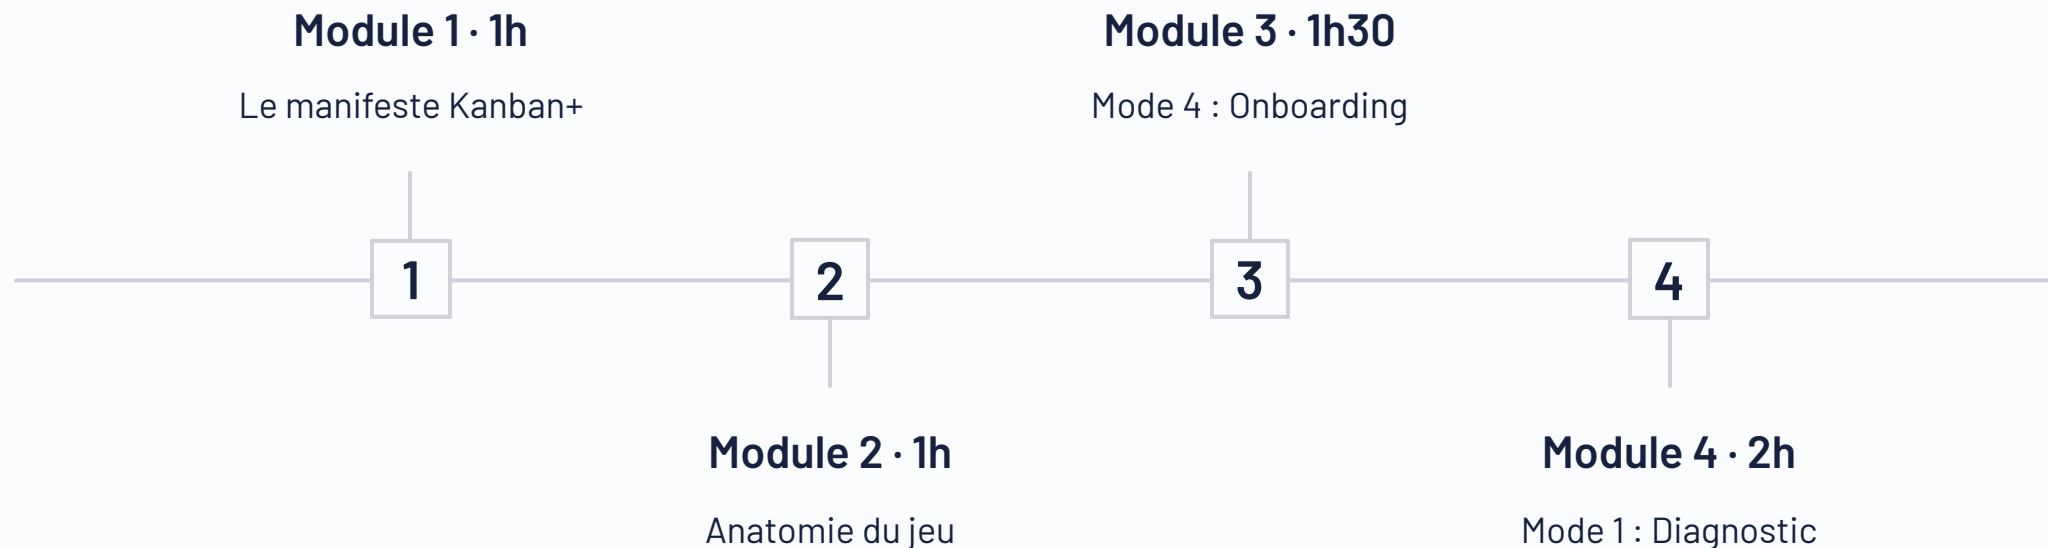 Module 1 · 1h
Le manifeste Kanban+
Module 3 · 1h30
Mode 4 : Onboarding
1
2
3
4
Module 2 · 1h
Anatomie du jeu
Module 4 · 2h
Mode 1 : Diagnostic